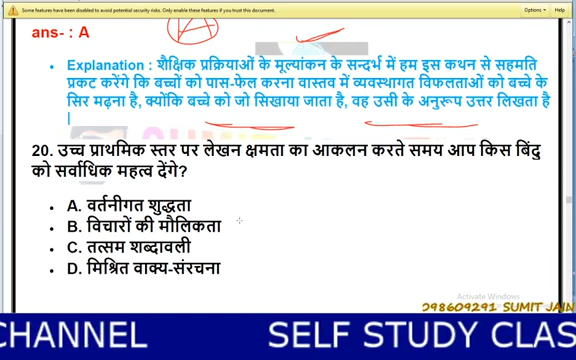 Some features have been disabled to avoid potential security risks. Only enable these features if you trust this document.
Options
Help
ans- : A
A
Explanation : शैक्षिक प्रक्रियाओं के मूल्यांकन के सन्दर्भ में हम इस कथन से सहमति
प्रकट करेंगे कि बच्चों को पास-फेल करना वास्तव में व्यवस्थागत विफलताओं को बच्चे के
सिर मढ़ना है, क्योंकि बच्चे को जो सिखाया जाता है, वह उसी के अनुरूप उत्तर लिखता है
|
20. उच्च प्राथमिक स्तर पर लेखन क्षमता का आकलन करते समय आप किस बिंदु
को सर्वाधिक महत्व देंगे?
A. वर्तनीगत शुद्धता
B. विचारों की मौलिकता
C. तत्सम शब्दावली
D. मिश्रित वाक्य-संरचना
Activate Windows
098609291 SUMIT JAIN
CHANNEL SELF STUDY CLAS